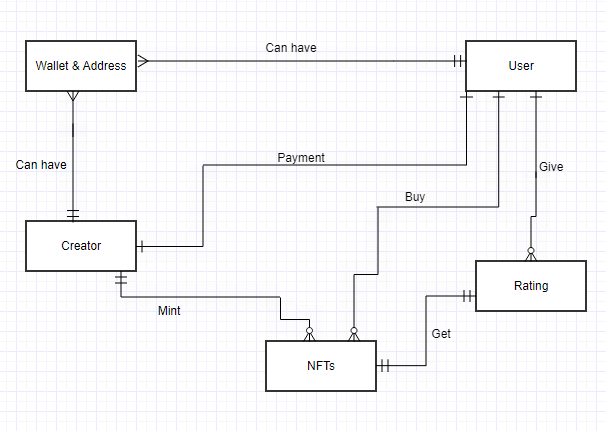 Can have
Wallet & Address
User
Can have
Payment
Give
Buy
Creator
Rating
Mint
Get
NFTs